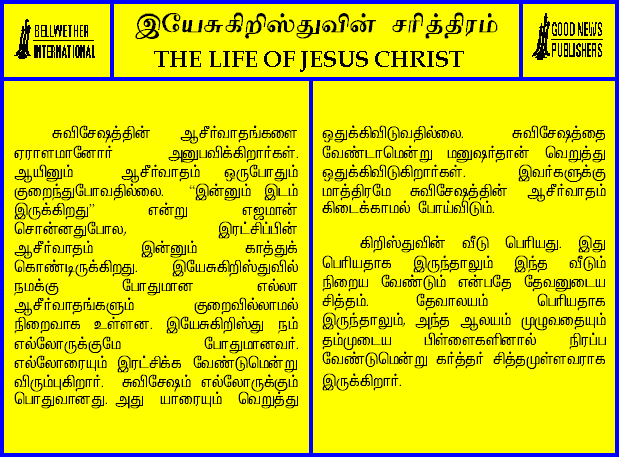 BELLWETHER
INTERNATIONAL
இயேசுகிறிஸ்துவின் சரித்திரம்
THE LIFE OF JESUS CHRIST
GOOD NEWS
PUBLISHERS
சுவிசேஷத்தின் ஆசீர்வாதங்களை
ஏராளமானோர் அனுபவிக்கிறார்கள்.
ஆயினும் ஆசீர்வாதம் ஒருபோதும்
குறைந்துபோவதில்லை. “இன்னும் இடம்
இருக்கிறது” என்று எஜமான்
சொன்னதுபோல, இரட்சிப்பின்
ஆசீர்வாதம் இன்னும் காத்துக்
கொண்டிருக்கிறது. இயேசுகிறிஸ்துவில்
நமக்கு போதுமான எல்லா
ஆசீர்வாதங்களும் குறைவில்லாமல்
நிறைவாக உள்ளன. இயேசுகிறிஸ்து நம்
எல்லோருக்குமே போதுமானவர்.
எல்லோரையும் இரட்சிக்க வேண்டுமென்று
விரும்புகிறார். சுவிசேஷம் எல்லோருக்கும்
பொதுவானது. அது யாரையும் வெறுத்து
ஒதுக்கிவிடுவதில்லை. சுவிசேஷத்தை
வேண்டாமென்று மனுஷர்தான் வெறுத்து
ஒதுக்கிவிடுகிறார்கள். இவர்களுக்கு
மாத்திரமே சுவிசேஷத்தின் ஆசீர்வாதம்
கிடைக்காமல் போய்விடும்.
கிறிஸ்துவின் வீடு பெரியது. இது
பெரியதாக இருந்தாலும் இந்த வீடும்
நிறைய வேண்டும் என்பதே தேவனுடைய
சித்தம். தேவாலயம் பெரியதாக
இருந்தாலும், அந்த ஆலயம் முழுவதையும்
தம்முடைய பிள்ளைகளினால் நிரப்ப
வேண்டுமென்று கர்த்தர் சித்தமுள்ளவராக
இருக்கிறார்.